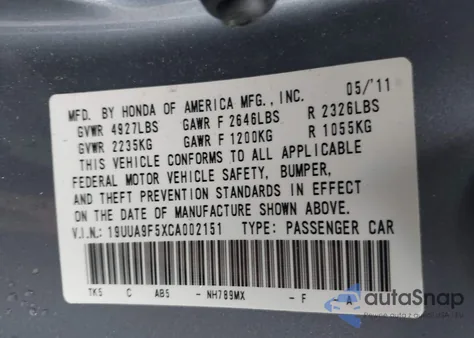 MFD. BY HONDA OF AMERICA MFG., INC. 05/'11
GVWR 4927LBS GAWR F 2646LBS R 2326LBS
GVWR 2235KG GAWR F 1200KG R 1055KG
THIS VEHICLE CONFORMS TO ALL APPLICABLE
FEDERAL MOTOR VEHICLE SAFETY, BUMPER,
AND THEFT PREVENTION STANDARDS IN EFFECT
ON THE DATE OF MANUFACTURE SHOWN ABOVE.
V.I.N.: 19UUA9F5XCA002151 TYPE: PASSENGER CAR
TK5 C AB5 - NH789MX - F - A
autoSnap